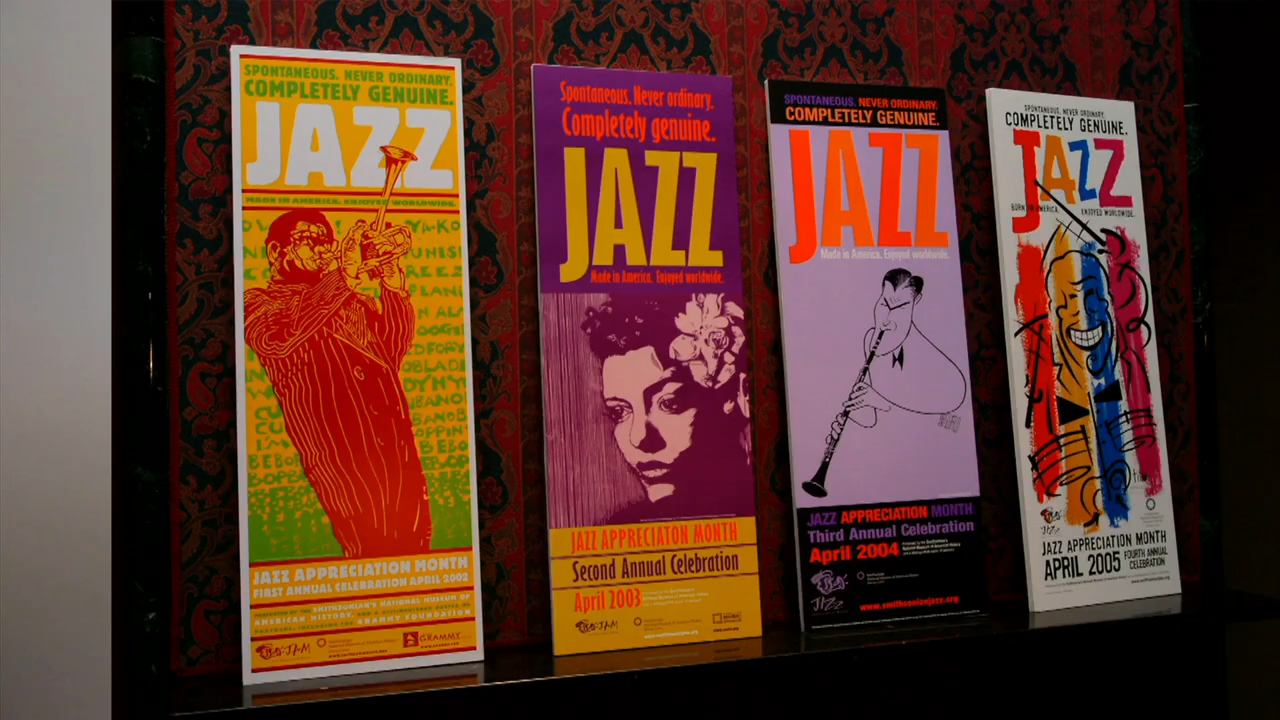 SPONTANEOUS. NEVER ORDINARY.
COMPLETELY GENUINE.
JAZZ
MADE IN AMERICA. ENJOYED WORLDWIDE.
JAZZ APPRECIATION MONTH
FIRST ANNUAL CELEBRATION APRIL 2002
SMITHSONIAN'S NATIONAL MUSEUM OF
AMERICAN HISTORY,
GRAMMY FOUNDATION
JAM
GRAMMY
Spontaneous. Never ordinary.
Completely genuine.
JAZZ
Made in America. Enjoyed worldwide.
JAZZ APPRECIATON MONTH
Second Annual Celebration
April 2003
JAM
SPONTANEOUS. NEVER ORDINARY.
COMPLETELY GENUINE.
JAZZ
Made in America. Enjoyed worldwide.
JAZZ APPRECIATION MONTH
Third Annual Celebration
April 2004
JAZZ
www.smithsonianjazz.org
SPONTANEOUS. NEVER ORDINARY.
COMPLETELY GENUINE.
JAZZ
BORN IN AMERICA. ENJOYED WORLDWIDE.
JAZZ
JAZZ APPRECIATION MONTH
APRIL 2005 FOURTH ANNUAL
CELEBRATION